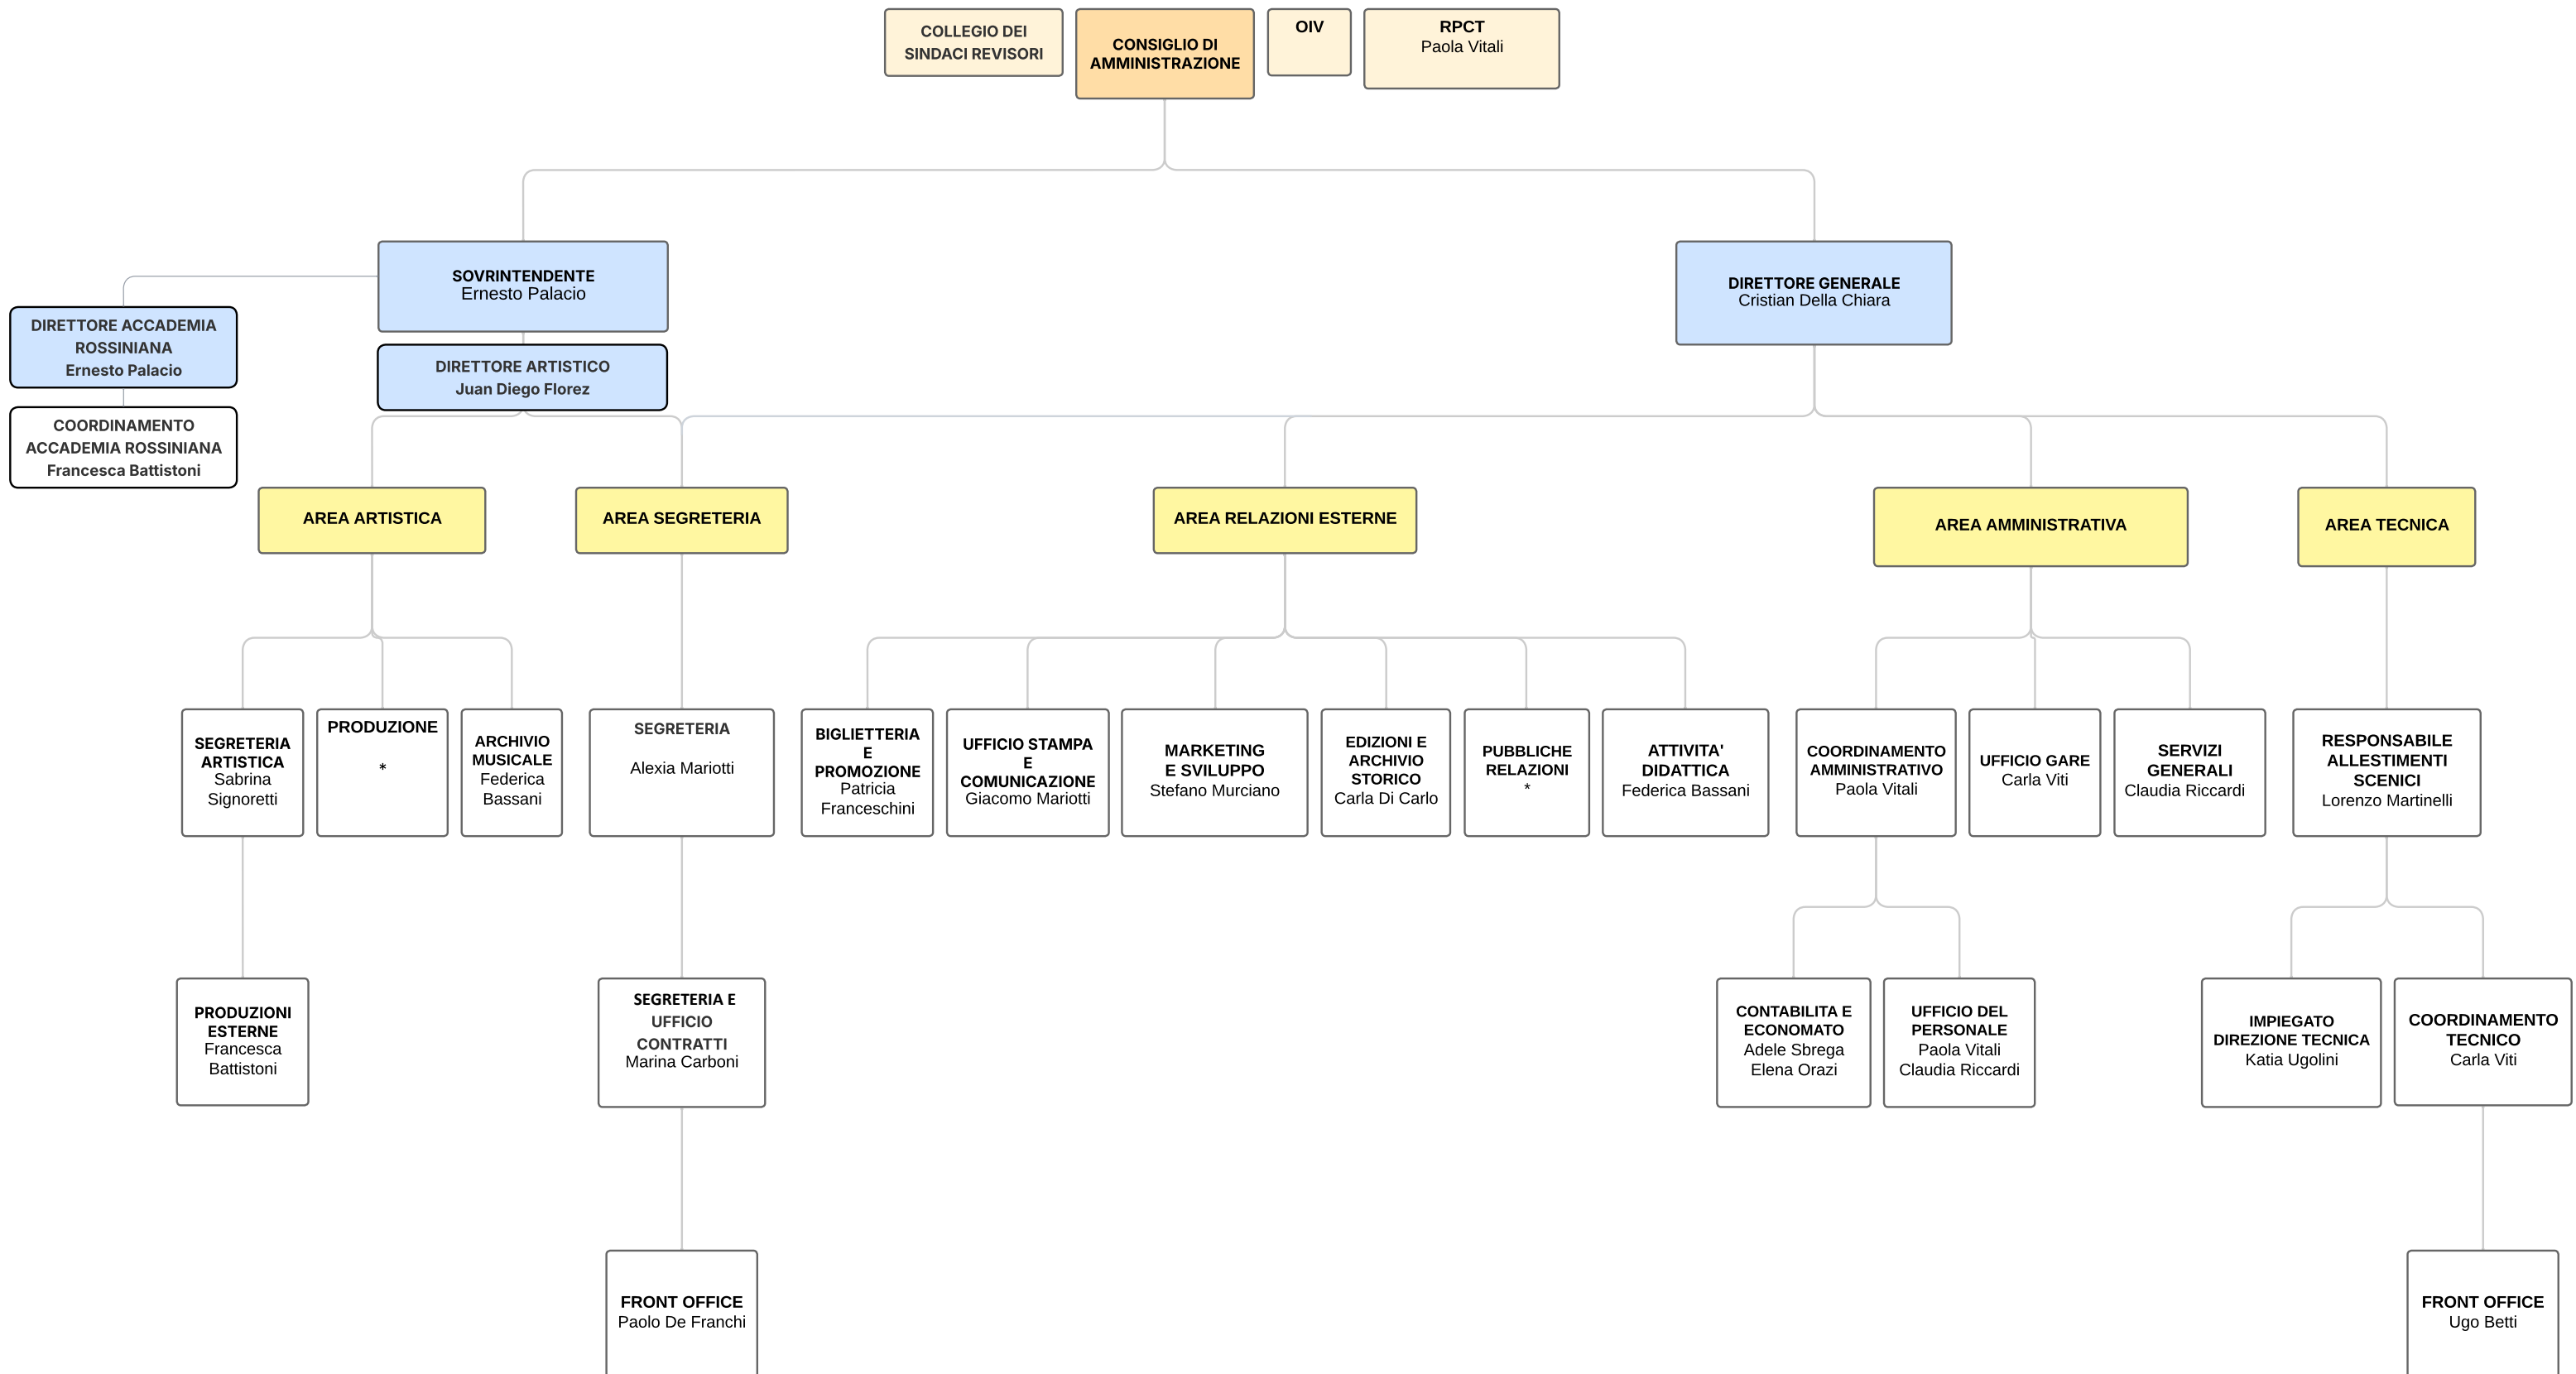 COLLEGIO DEI
SINDACI REVISORI
CONSIGLIO DI
AMMINISTRAZIONE
OIV
RPCT
Paola Vitali
SOVRINTENDENTE
Ernesto Palacio
DIRETTORE GENERALE
Cristian Della Chiara
DIRETTORE ACCADEMIA
ROSSINIANA
Ernesto Palacio
DIRETTORE ARTISTICO
Juan Diego Florez
COORDINAMENTO
ACCADEMIA ROSSINIANA
Francesca Battistoni
AREA ARTISTICA
AREA SEGRETERIA
AREA RELAZIONI ESTERNE
AREA AMMINISTRATIVA
AREA TECNICA
SEGRETERIA
ARTISTICA
Sabrina
Signoretti
PRODUZIONE
*
ARCHIVIO
MUSICALE
Federica
Bassani
SEGRETERIA
Alexia Mariotti
BIGLIETTERIA
E
PROMOZIONE
Patricia
Franceschini
UFFICIO STAMPA
E
COMUNICAZIONE
Giacomo Mariotti
MARKETING
E SVILUPPO
Stefano Murciano
EDIZIONI E
ARCHIVIO
STORICO
Carla Di Carlo
PUBBLICHE
RELAZIONI
*
ATTIVITA'
DIDATTICA
Federica Bassani
COORDINAMENTO
AMMINISTRATIVO
Paola Vitali
UFFICIO GARE
Carla Viti
SERVIZI
GENERALI
Claudia Riccardi
RESPONSABILE
ALLESTIMENTI
SCENICI
Lorenzo Martinelli
PRODUZIONI
ESTERNE
Francesca
Battistoni
SEGRETERIA E
UFFICIO
CONTRATTI
Marina Carboni
CONTABILITA E
ECONOMATO
Adele Sbrega
Elena Orazi
UFFICIO DEL
PERSONALE
Paola Vitali
Claudia Riccardi
IMPIEGATO
DIREZIONE TECNICA
Katia Ugolini
COORDINAMENTO
TECNICO
Carla Viti
FRONT OFFICE
Paolo De Franchi
FRONT OFFICE
Ugo Betti